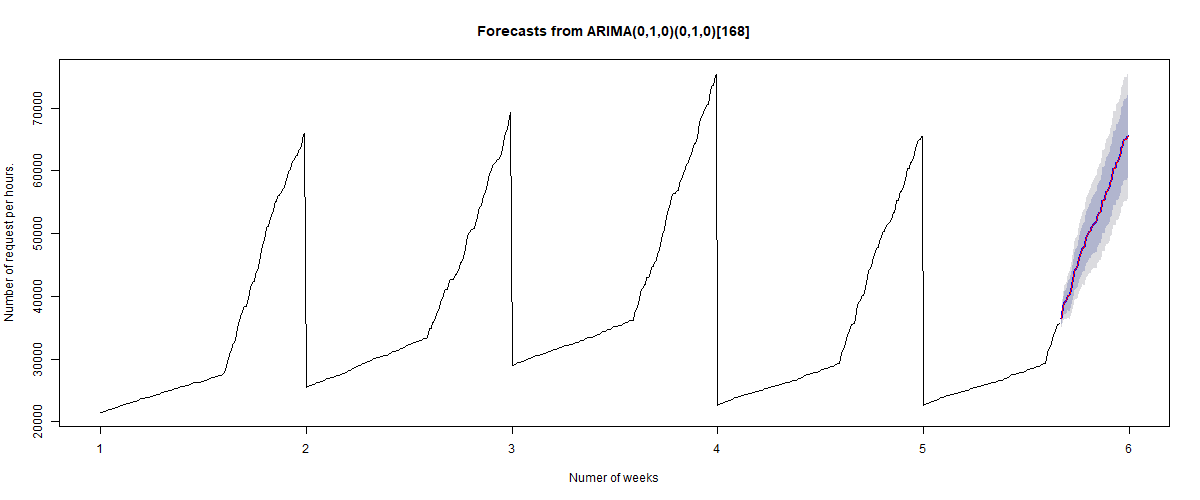 Forecasts from ARIMA(0,1,0)(0,1,0)[168]
Number of request per hours.
70000
60000
50000
40000
30000
20000
1 2 3 4 5 6
Numer of weeks